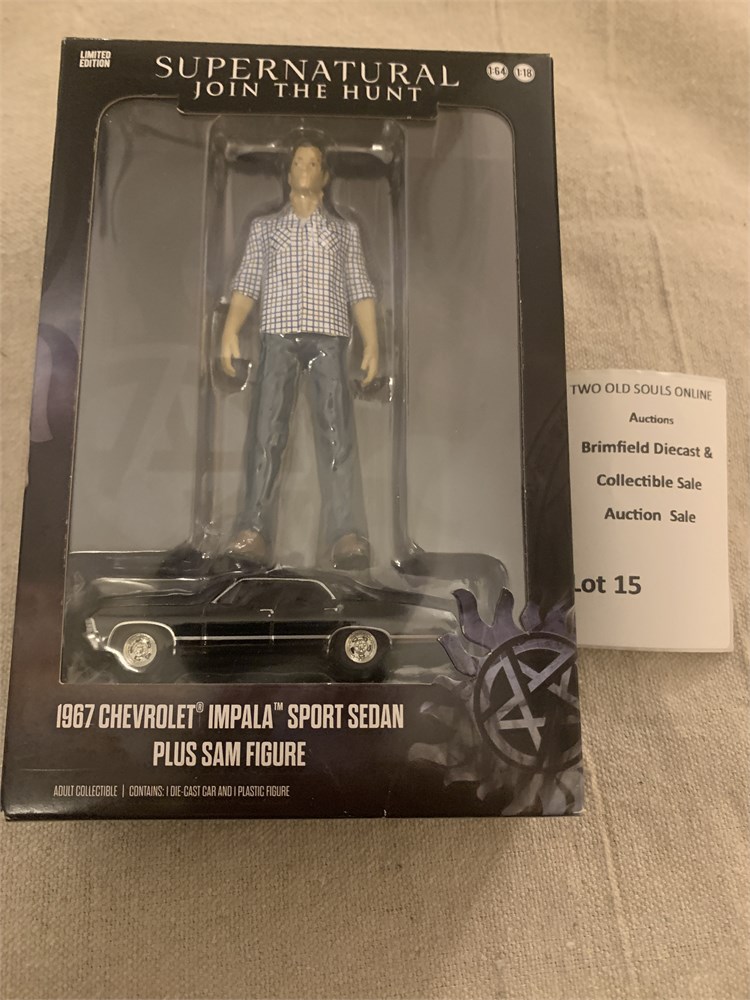 LIMITED
EDITION
SUPERNATURAL
JOIN THE HUNT
1:64 1:18
1967 CHEVROLET® IMPALA™ SPORT SEDAN
PLUS SAM FIGURE
ADULT COLLECTIBLE | CONTAINS: 1 DIE-CAST CAR AND 1 PLASTIC FIGURE
TWO OLD SOULS ONLINE
Auctions
Brimfield Diecast &
Collectible Sale
Auction Sale
Lot 15